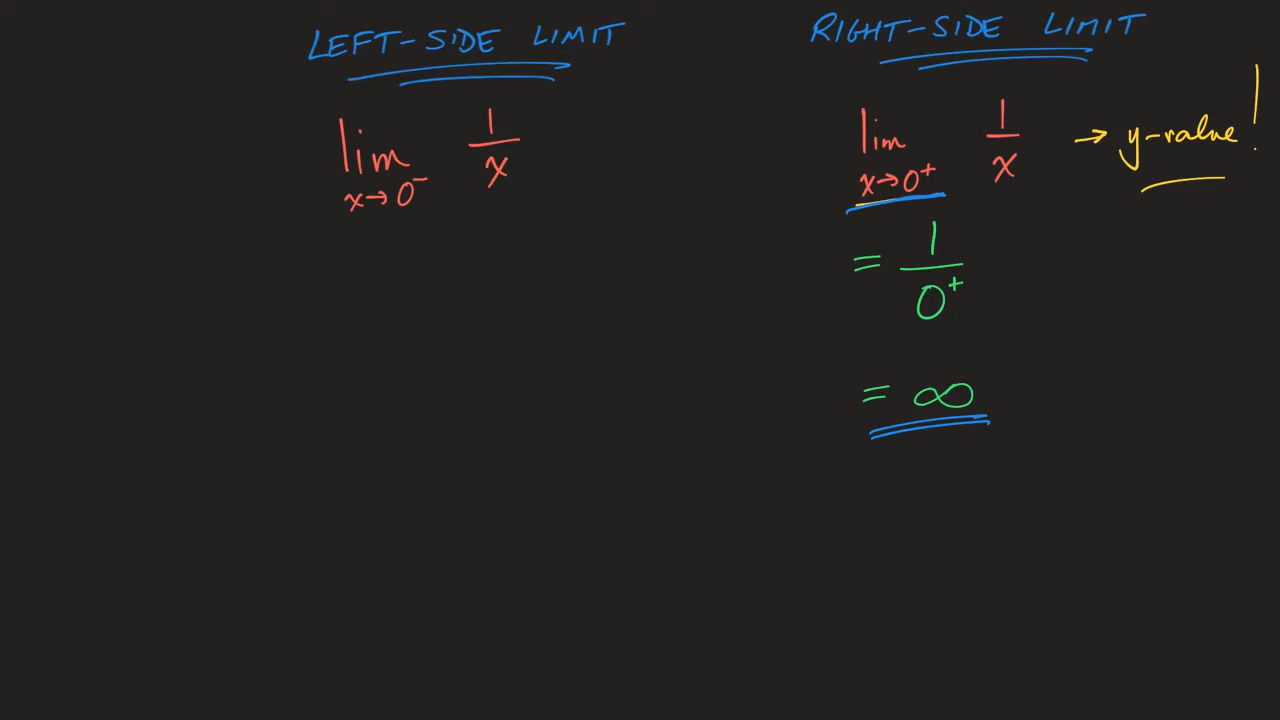 LEFT-SIDE LIMIT
lim x→0⁻ 1/x
RIGHT-SIDE LIMIT
lim x→0⁺ 1/x → y-value!
= 1/0⁺
= ∞